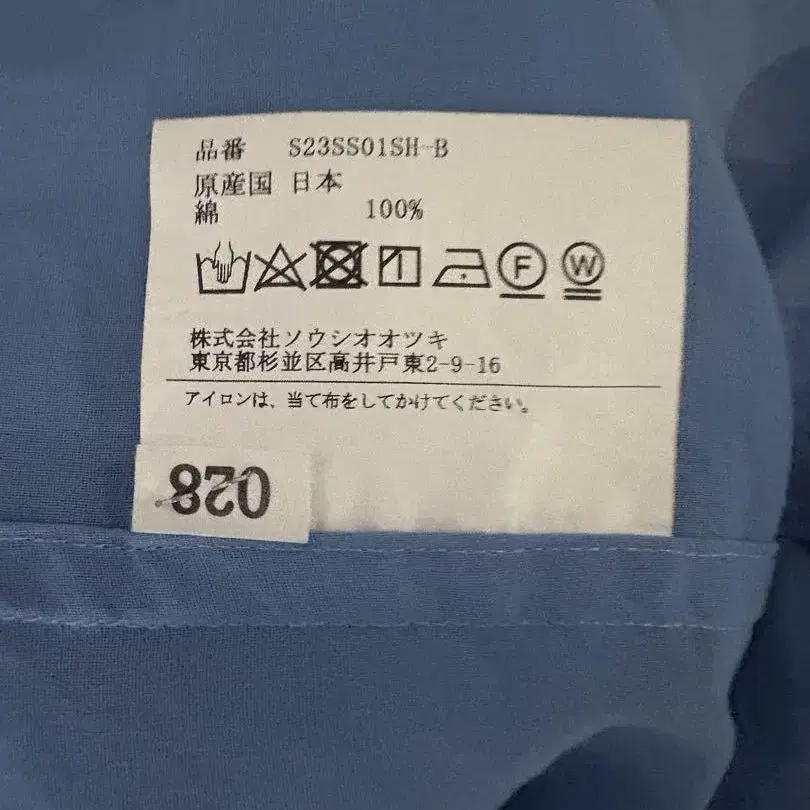 品番 S23SS01SH-B
原産国 日本
綿 100%
F W
株式会社ソウシオオツキ
東京都杉並区高井戸東2-9-16
アイロンは、当て布をしてかけてください。
028